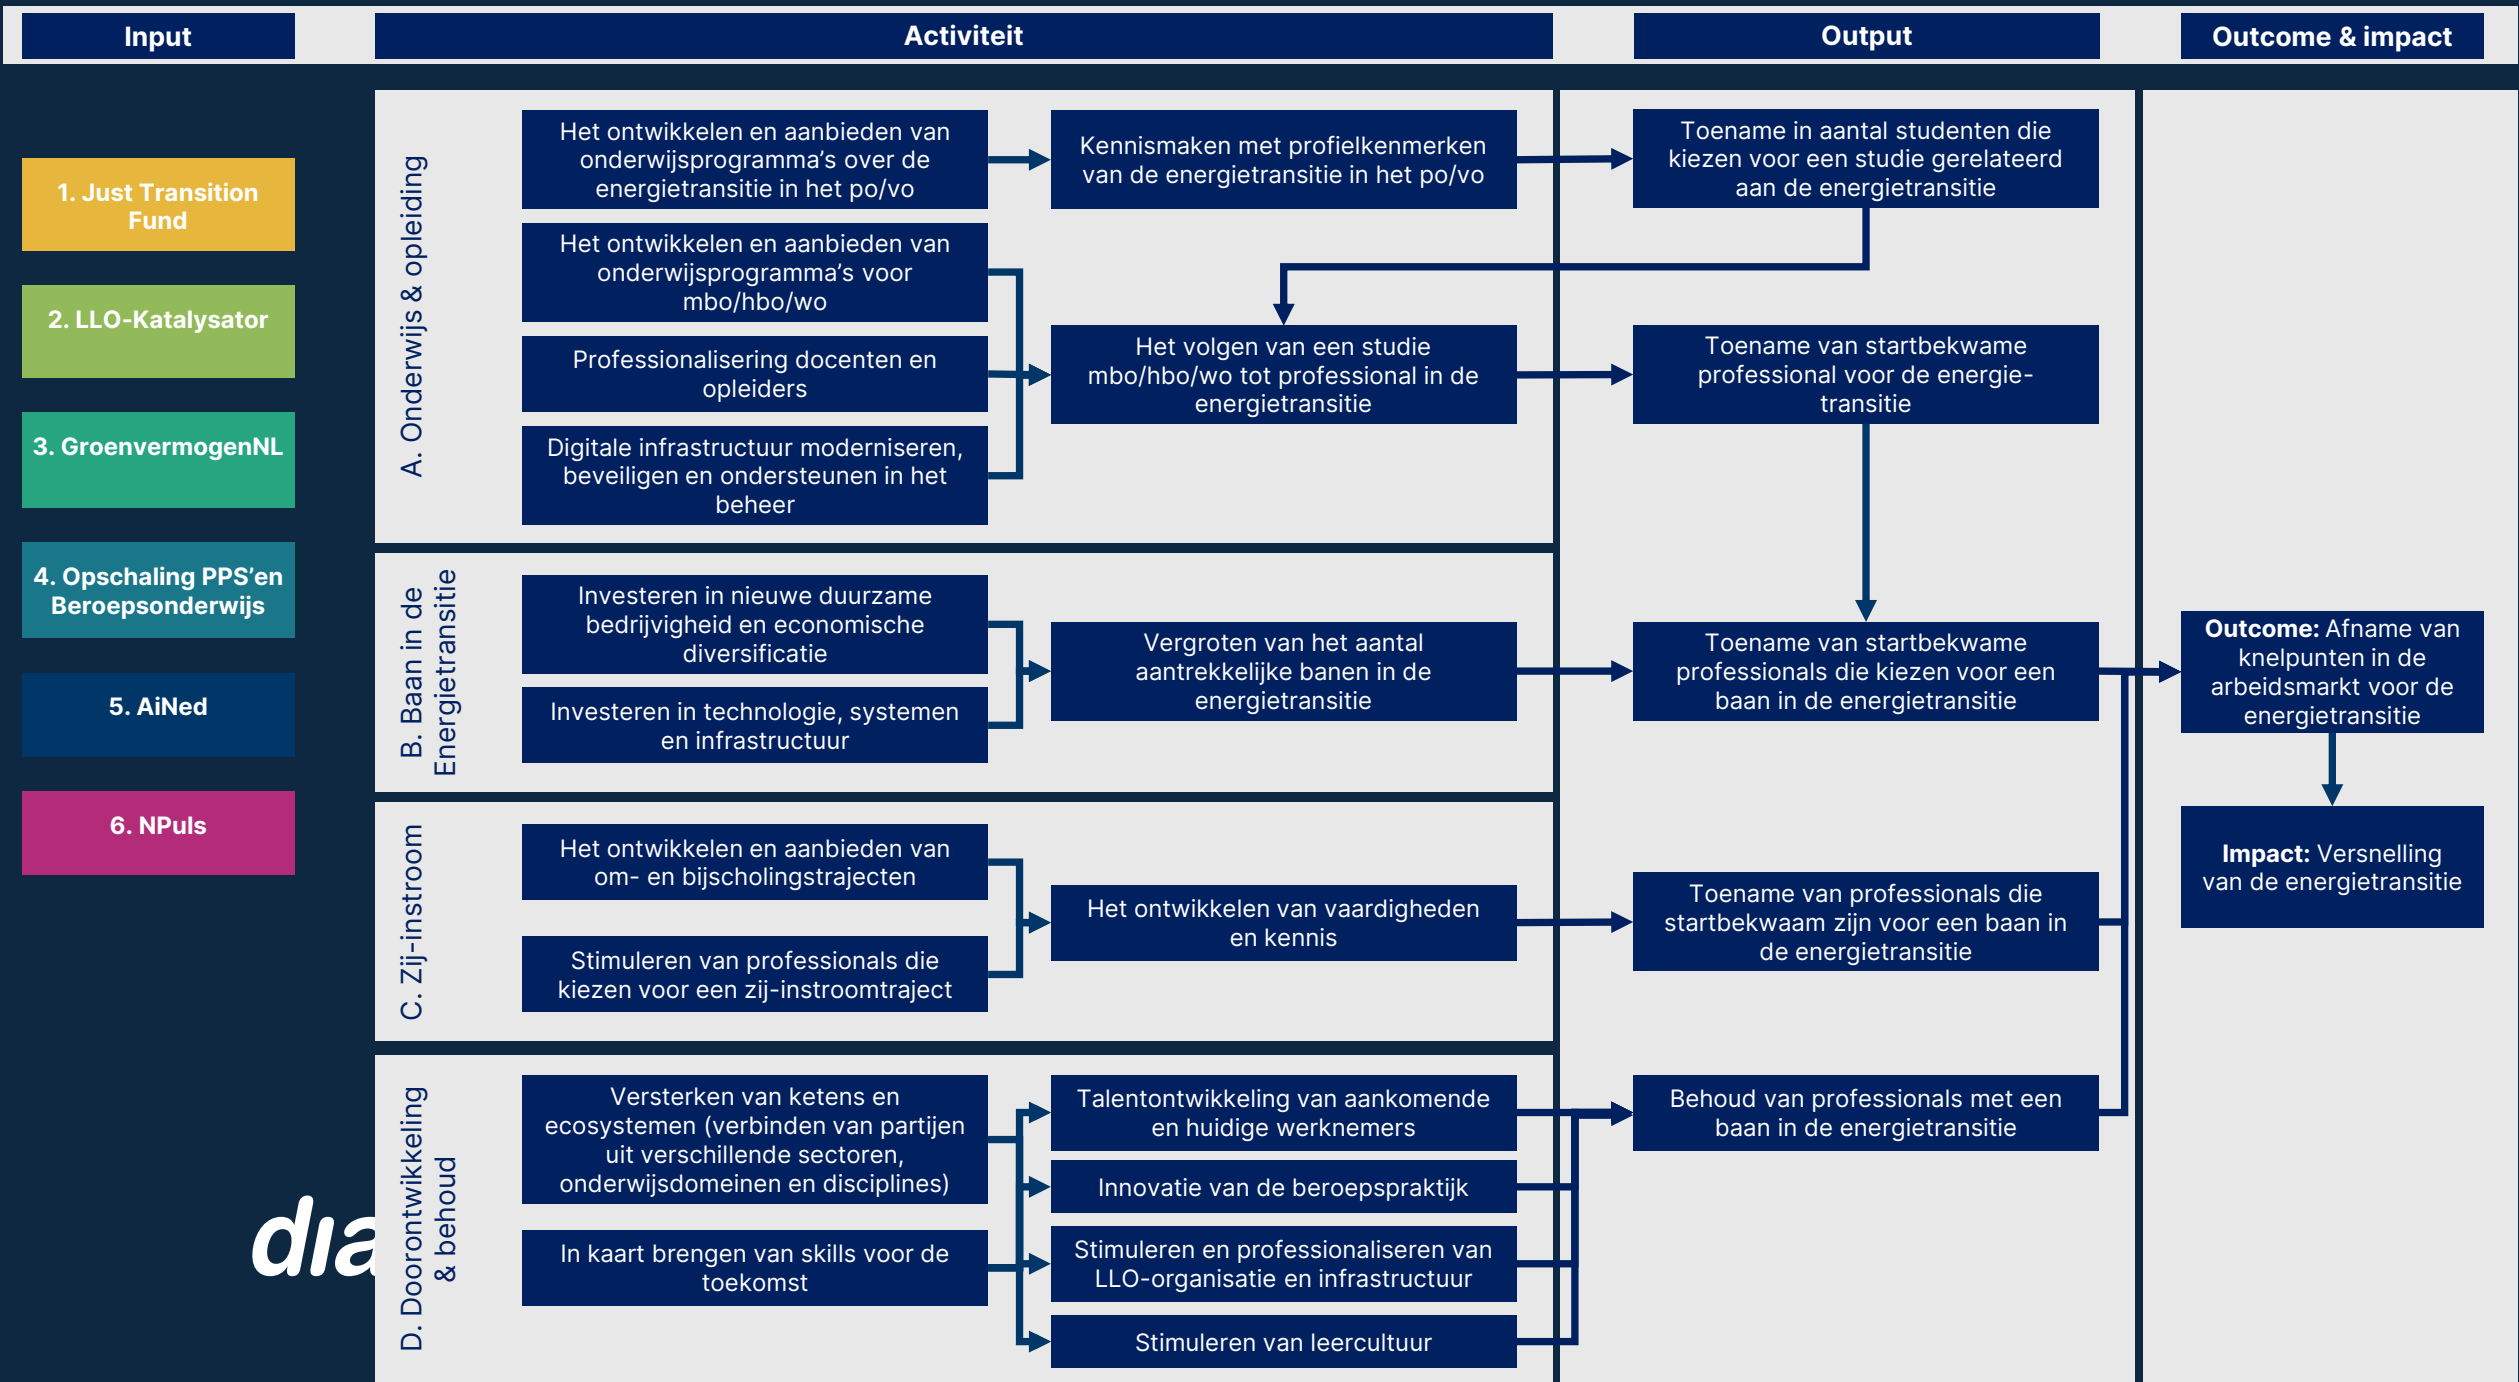 Input
Activiteit
Output
Outcome & impact
1. Just Transition
Fund
2. LLO-Katalysator
3. GroenvermogenNL
4. Opschaling PPS’en
Beroepsonderwijs
5. AiNed
6. NPuls
A. Onderwijs & opleiding
Het ontwikkelen en aanbieden van
onderwijsprogramma’s over de
energietransitie in het po/vo
Kennismaken met profielkenmerken
van de energietransitie in het po/vo
Toename in aantal studenten die
kiezen voor een studie gerelateerd
aan de energietransitie
Het ontwikkelen en aanbieden van
onderwijsprogramma’s voor
mbo/hbo/wo
Professionalisering docenten en
opleiders
Digitale infrastructuur moderniseren,
beveiligen en ondersteunen in het
beheer
Het volgen van een studie
mbo/hbo/wo tot professional in de
energietransitie
Toename van startbekwame
professional voor de energie-
transitie
B. Baan in de
Energietransitie
Investeren in nieuwe duurzame
bedrijvigheid en economische
diversificatie
Investeren in technologie, systemen
en infrastructuur
Vergroten van het aantal
aantrekkelijke banen in de
energietransitie
Toename van startbekwame
professionals die kiezen voor een
baan in de energietransitie
Outcome: Afname van
knelpunten in de
arbeidsmarkt voor de
energietransitie
Impact: Versnelling
van de energietransitie
C. Zij-instroom
Het ontwikkelen en aanbieden van
om- en bijscholingstrajecten
Stimuleren van professionals die
kiezen voor een zij-instroomtraject
Het ontwikkelen van vaardigheden
en kennis
Toename van professionals die
startbekwaam zijn voor een baan in
de energietransitie
D. Doorontwikkeling
& behoud
Versterken van ketens en
ecosystemen (verbinden van partijen
uit verschillende sectoren,
onderwijsdomeinen en disciplines)
In kaart brengen van skills voor de
toekomst
Talentontwikkeling van aankomende
en huidige werknemers
Innovatie van de beroepspraktijk
Stimuleren en professionaliseren van
LLO-organisatie en infrastructuur
Stimuleren van leercultuur
Behoud van professionals met een
baan in de energietransitie